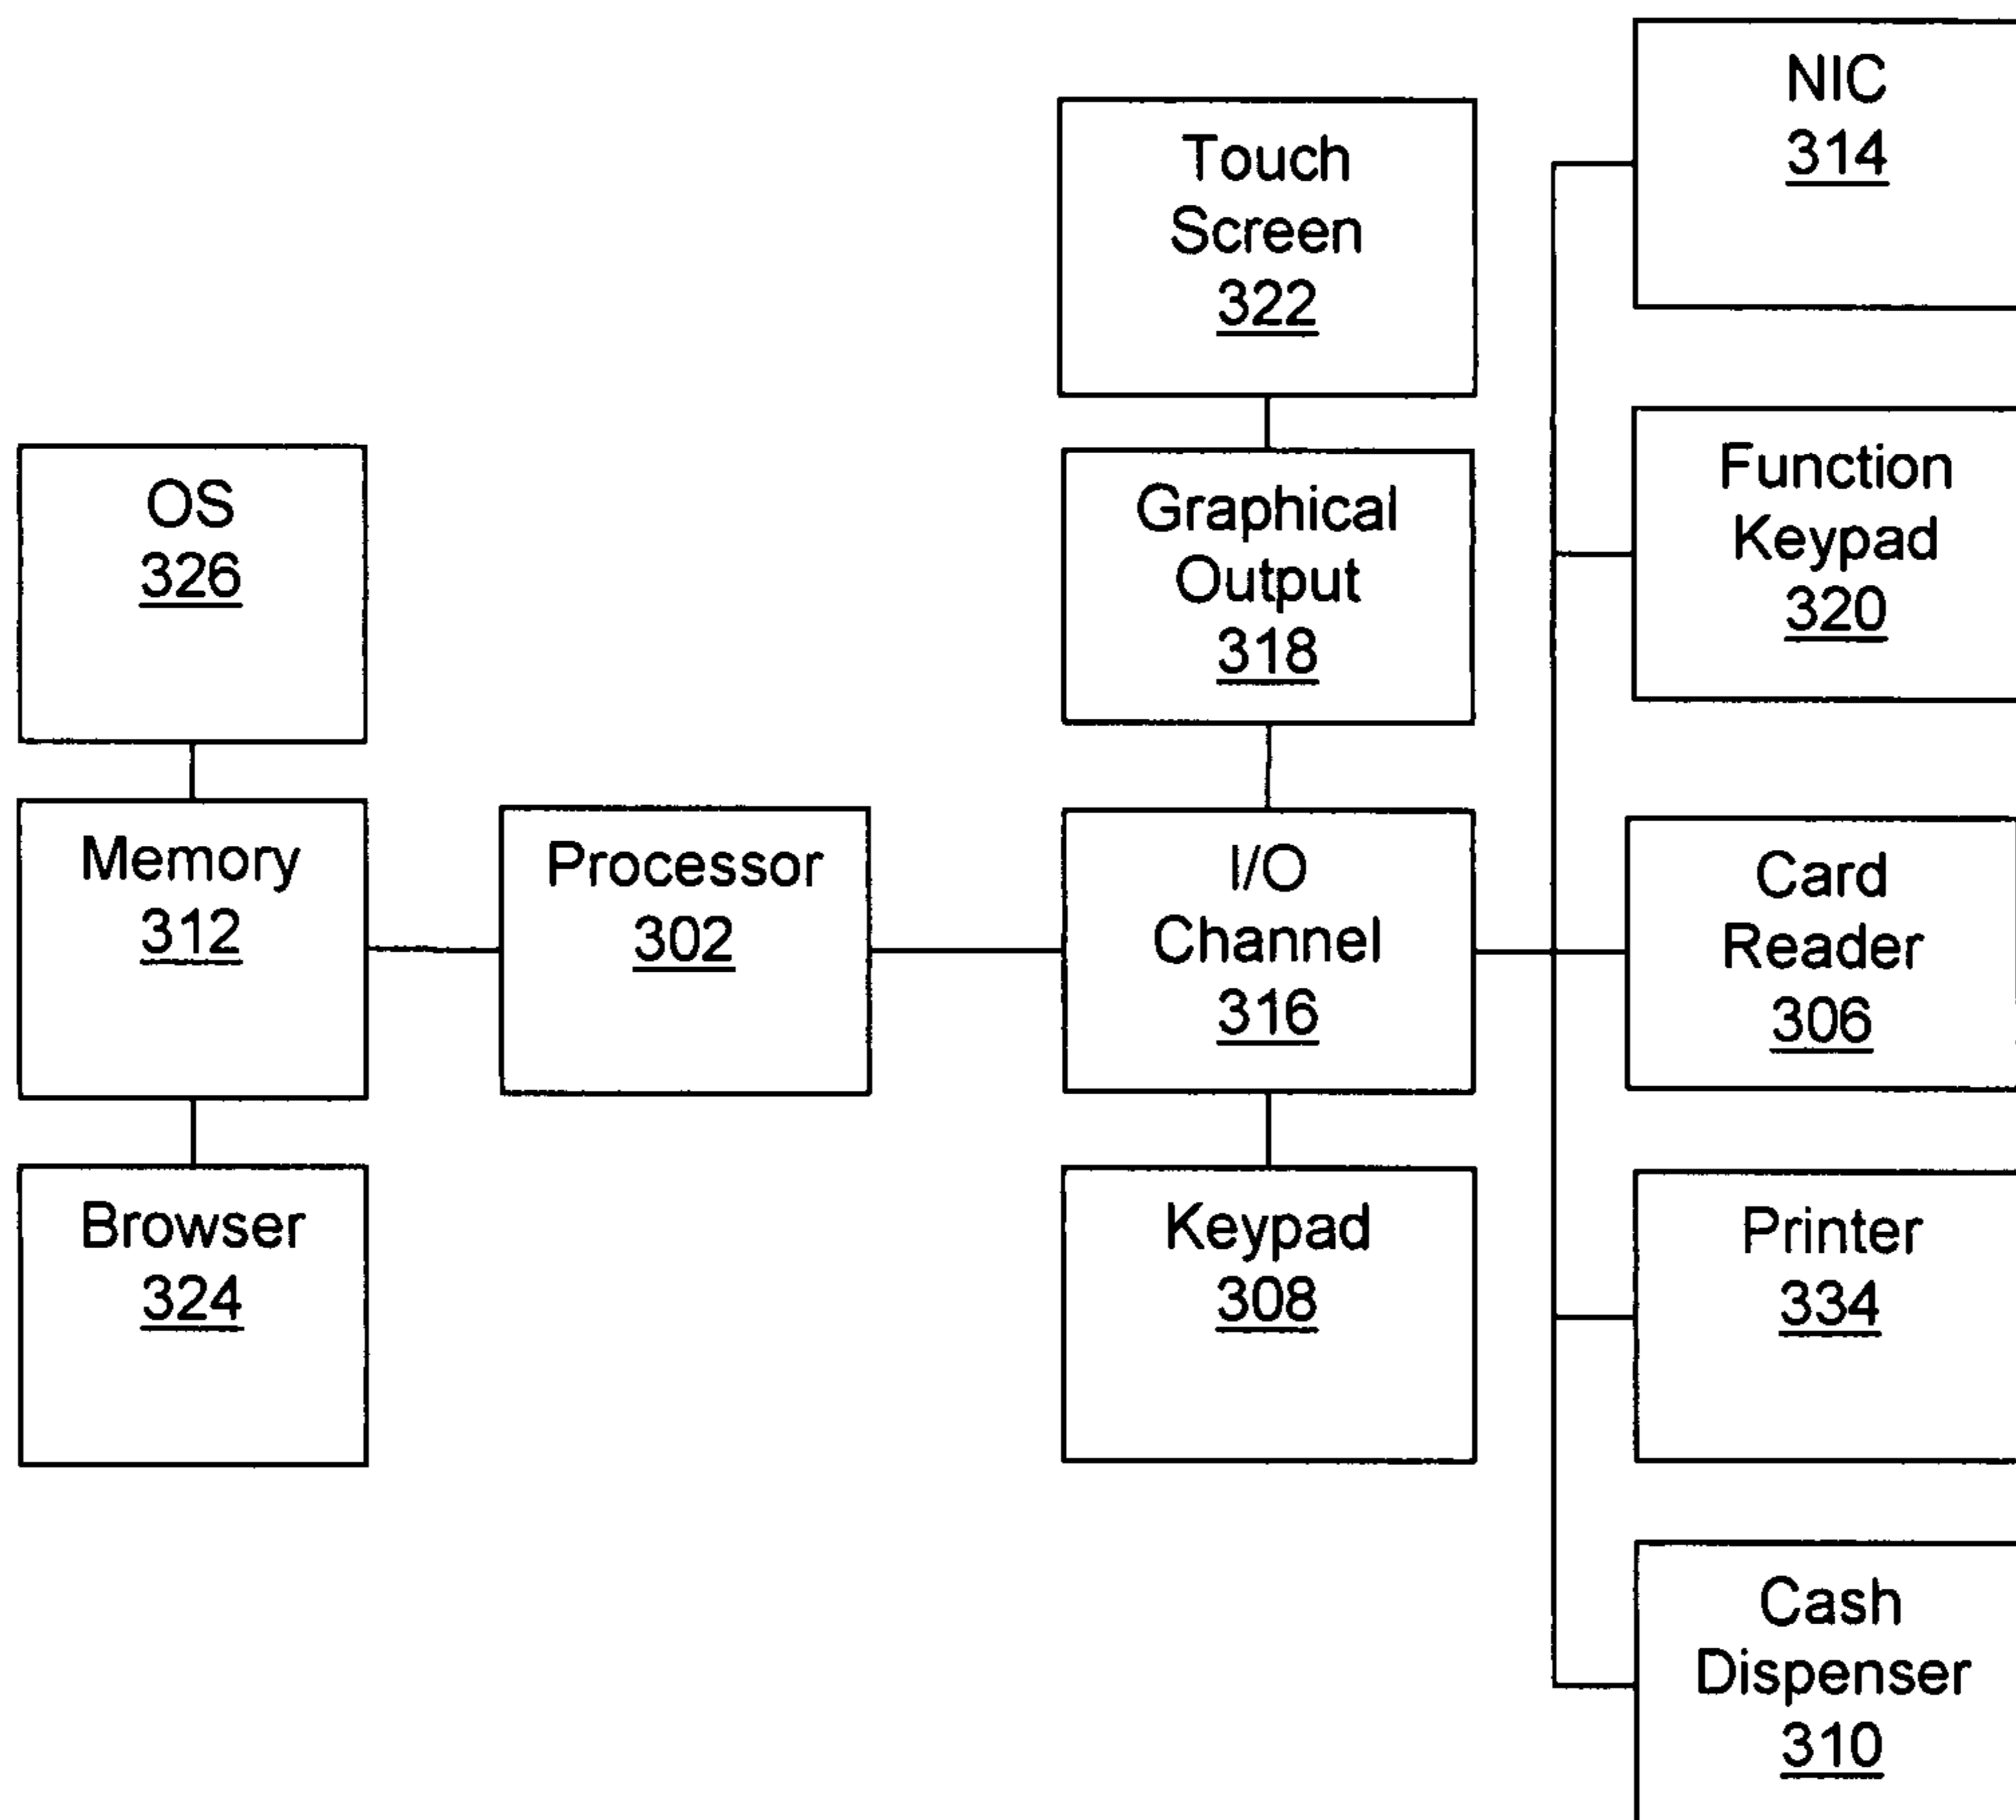 NIC
314
Touch
Screen
322
Function
Keypad
320
OS
326
Graphical
Output
318
Memory
312
Processor
302
I/O
Channel
316
Card
Reader
306
Browser
324
Keypad
308
Printer
334
Cash
Dispenser
310